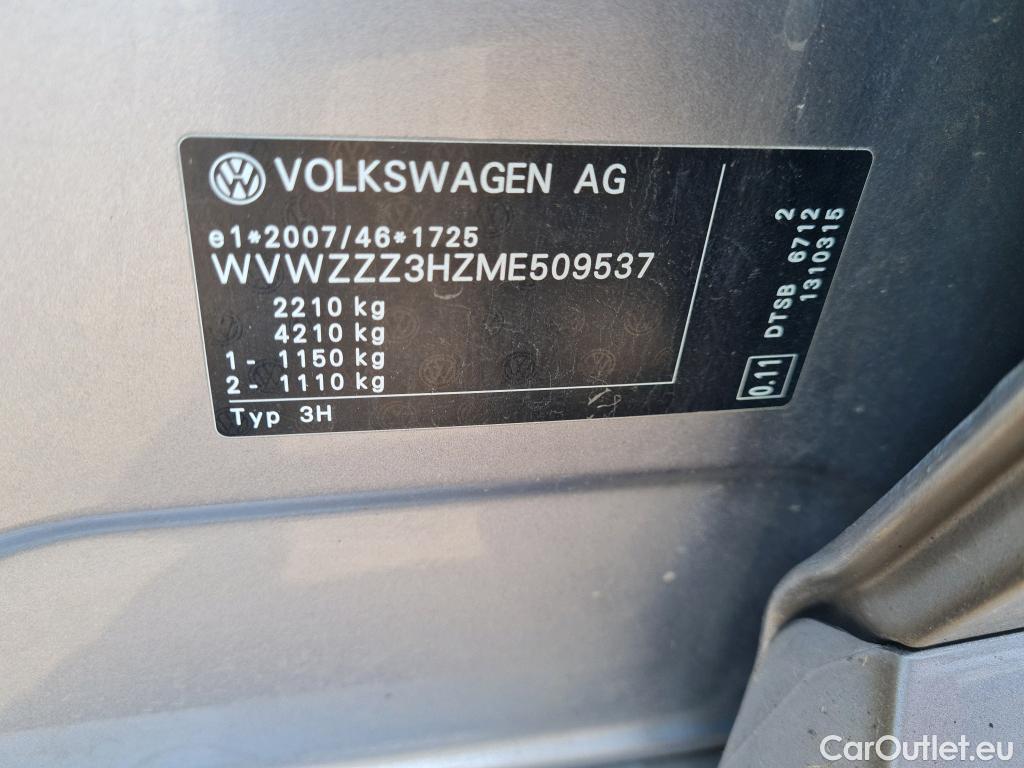 VOLKSWAGEN AG
e1*2007/46*1725
WVWZZZ3HZME509537
2210 kg
4210 kg
1- 1150 kg
2- 1110 kg
Typ 3H
0.11 DTSB 6712 2
1310315
CarOutlet.eu